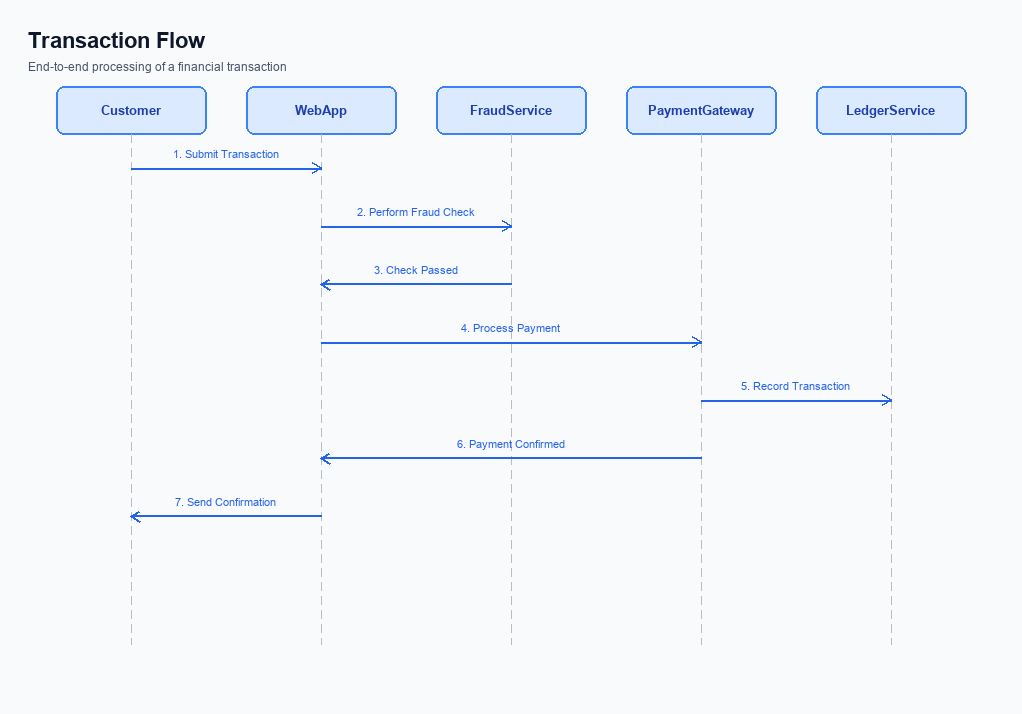 Transaction Flow
End-to-end processing of a financial transaction
Customer
WebApp
FraudService
PaymentGateway
LedgerService
1. Submit Transaction
2. Perform Fraud Check
3. Check Passed
4. Process Payment
5. Record Transaction
6. Payment Confirmed
7. Send Confirmation